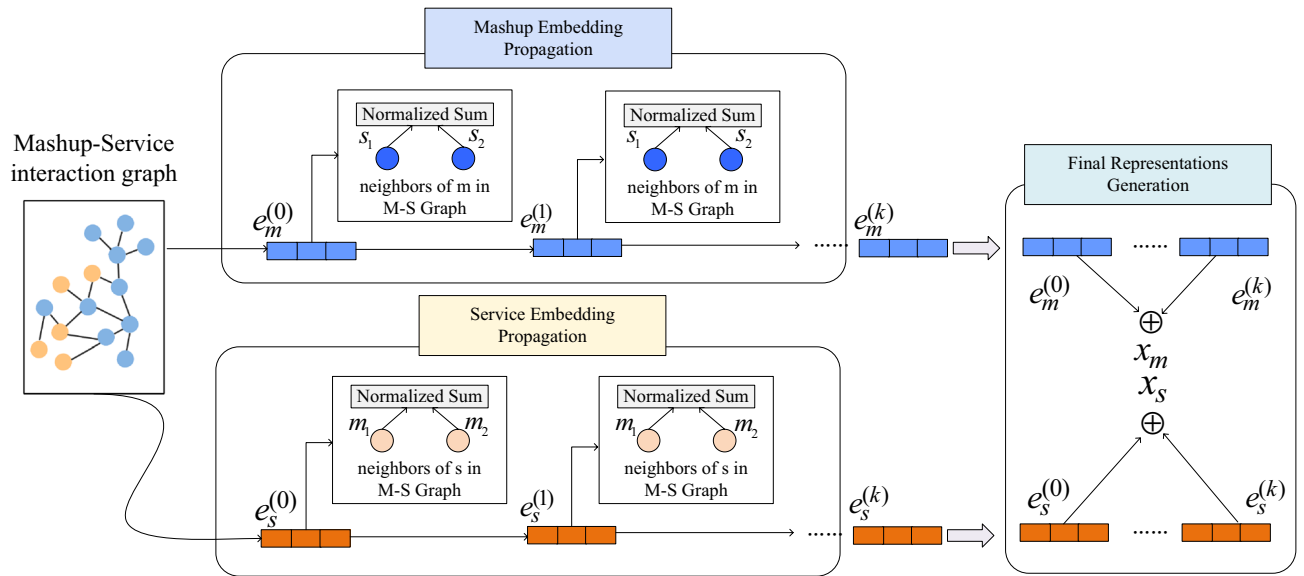 Mashup Embedding
Propagation
Normalized Sum
s₁ s₂
neighbors of m in
M-S Graph
Normalized Sum
s₁ s₂
neighbors of m in
M-S Graph
Mashup-Service
interaction graph
e_m^(0)
e_m^(1)
...... e_m^(k)
Service Embedding
Propagation
Normalized Sum
m₁ m₂
neighbors of s in
M-S Graph
Normalized Sum
m₁ m₂
neighbors of s in
M-S Graph
e_s^(0)
e_s^(1)
...... e_s^(k)
Final Representations
Generation
......
e_m^(0) e_m^(k)
⊕
x_m
x_s
⊕
e_s^(0) e_s^(k)
......